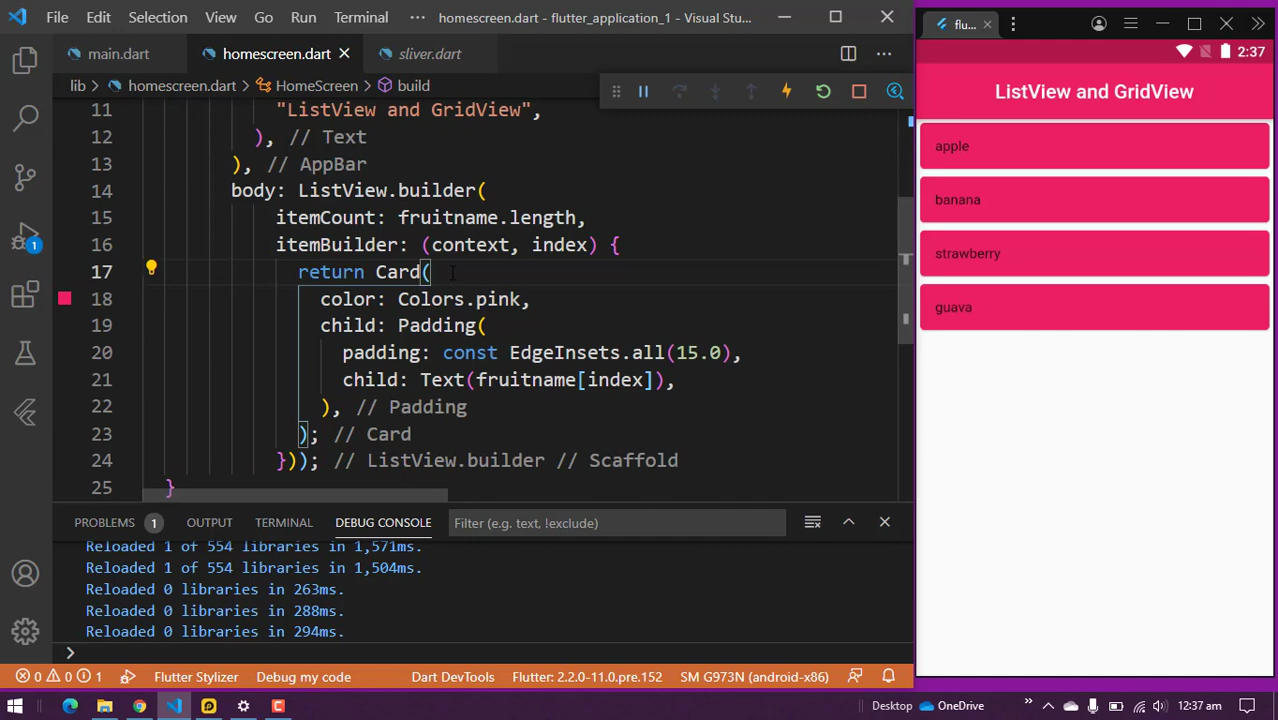 File Edit Selection View Go Run Terminal ··· homescreen.dart - flutter_application_1 - Visual Stu...
main.dart homescreen.dart sliver.dart
lib > homescreen.dart > HomeScreen > build
11 "ListView and GridView",
12 ), // Text
13 ), // AppBar
14 body: ListView.builder(
15 itemCount: fruitname.length,
16 itemBuilder: (context, index) {
17 return Card(
18 color: Colors.pink,
19 child: Padding(
20 padding: const EdgeInsets.all(15.0),
21 child: Text(fruitname[index]),
22 ), // Padding
23 ); // Card
24 })); // ListView.builder // Scaffold
25 }
1
PROBLEMS 1 OUTPUT TERMINAL DEBUG CONSOLE Filter (e.g. text, !exclude)
Reloaded 1 of 554 libraries in 1,571ms.
Reloaded 1 of 554 libraries in 1,504ms.
Reloaded 0 libraries in 263ms.
Reloaded 0 libraries in 288ms.
Reloaded 0 libraries in 294ms.
>
0 0 1 Flutter Stylizer Debug my code Dart DevTools Flutter: 2.2.0-11.0.pre.152 SM G973N (android-x86)
flu...
2:37
ListView and GridView
apple
banana
strawberry
guava
Desktop OneDrive » 12:37 am